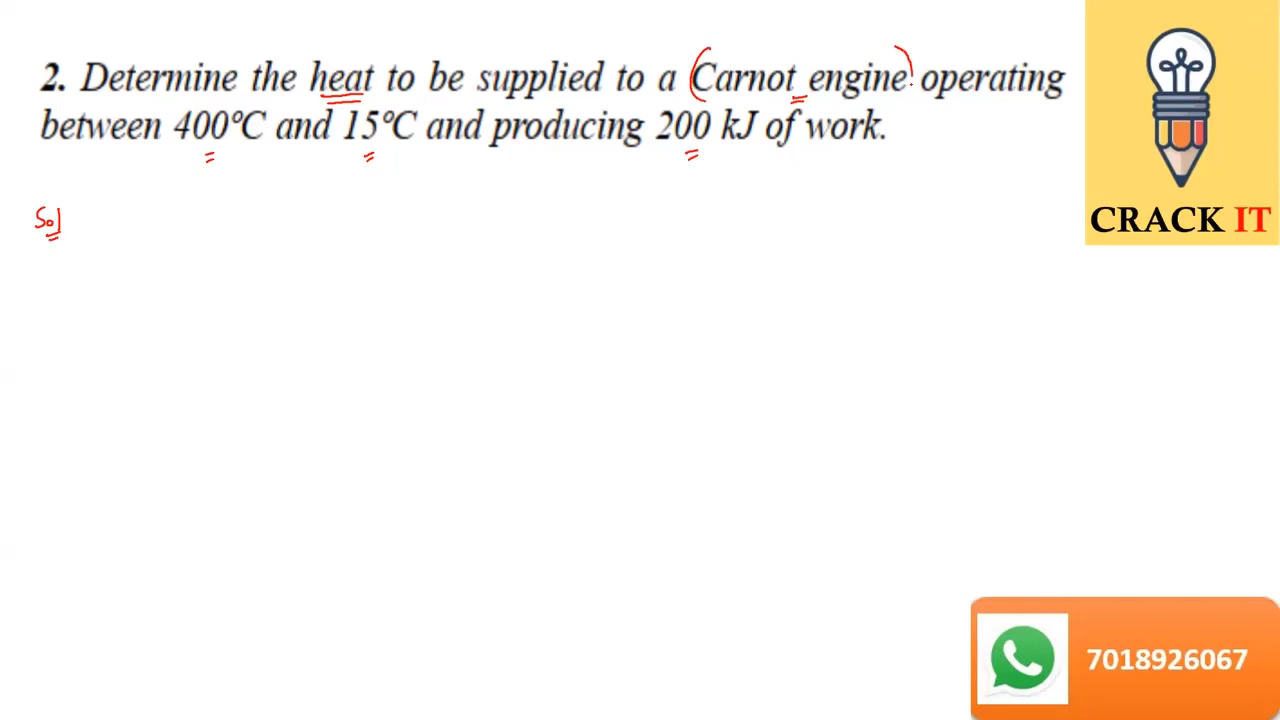 2. Determine the heat to be supplied to a (Carnot engine) operating
between 400°C and 15°C and producing 200 kJ of work.
Sol
CRACK IT
7018926067